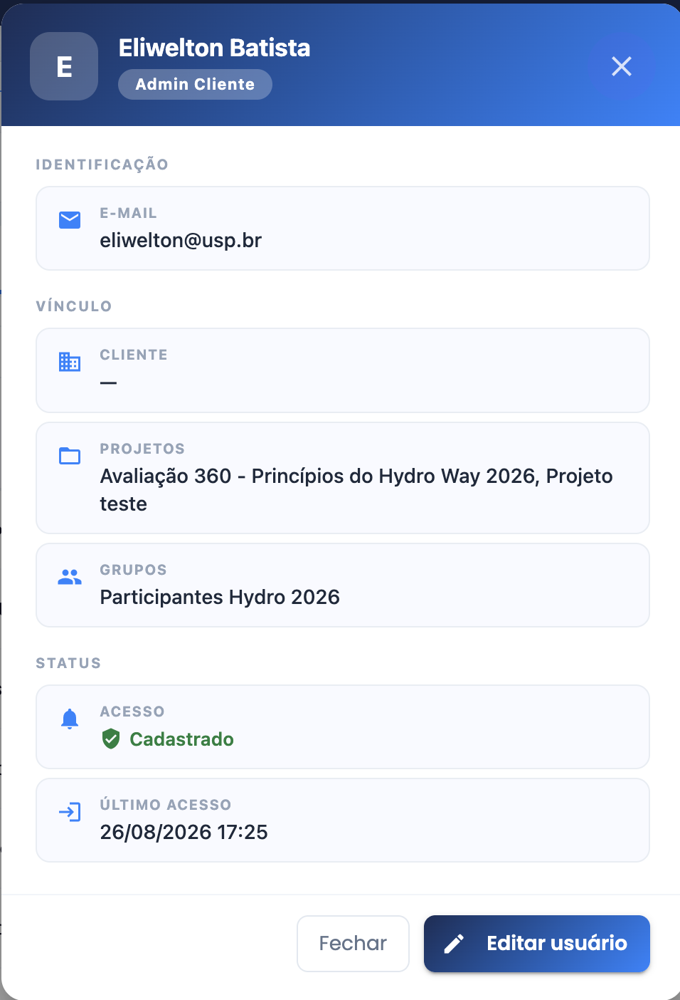 E
Eliwelton Batista
Admin Cliente
IDENTIFICAÇÃO
E-MAIL
eliwelton@usp.br
VÍNCULO
CLIENTE
—
PROJETOS
Avaliação 360 - Princípios do Hydro Way 2026, Projeto
teste
GRUPOS
Participantes Hydro 2026
STATUS
ACESSO
Cadastrado
ÚLTIMO ACESSO
26/08/2026 17:25
Fechar
Editar usuário